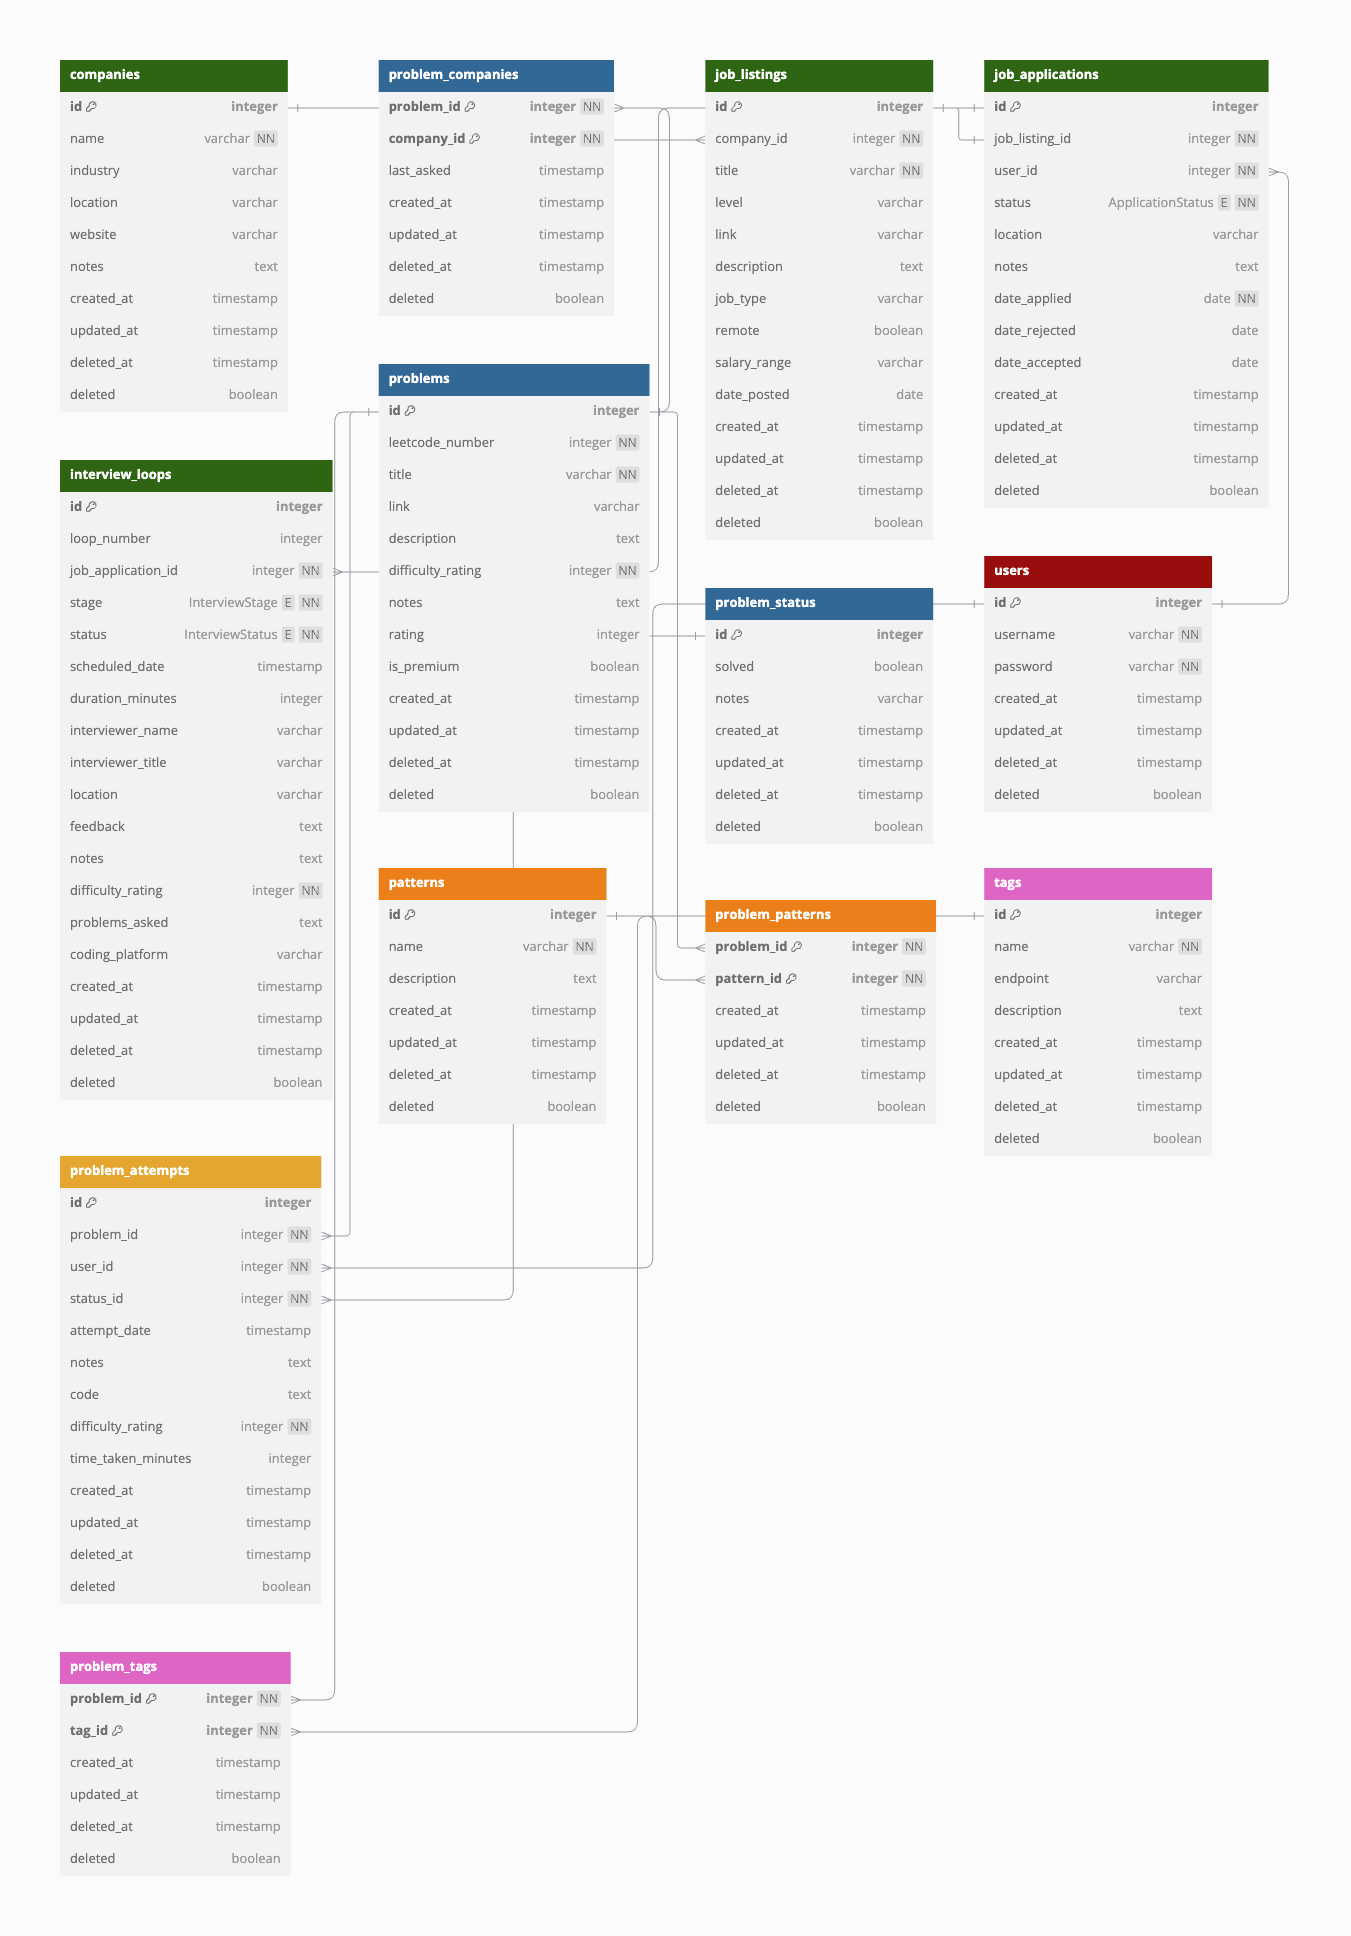 companies
id integer
name varchar NN
industry varchar
location varchar
website varchar
notes text
created_at timestamp
updated_at timestamp
deleted_at timestamp
deleted boolean
problem_companies
problem_id integer NN
company_id integer NN
last_asked timestamp
created_at timestamp
updated_at timestamp
deleted_at timestamp
deleted boolean
job_listings
id integer
company_id integer NN
title varchar NN
level varchar
link varchar
description text
job_type varchar
remote boolean
salary_range varchar
date_posted date
created_at timestamp
updated_at timestamp
deleted_at timestamp
deleted boolean
job_applications
id integer
job_listing_id integer NN
user_id integer NN
status ApplicationStatus E NN
location varchar
notes text
date_applied date NN
date_rejected date
date_accepted date
created_at timestamp
updated_at timestamp
deleted_at timestamp
deleted boolean
problems
id integer
leetcode_number integer NN
title varchar NN
link varchar
description text
difficulty_rating integer NN
notes text
rating integer
is_premium boolean
created_at timestamp
updated_at timestamp
deleted_at timestamp
deleted boolean
interview_loops
id integer
loop_number integer
job_application_id integer NN
stage InterviewStage E NN
status InterviewStatus E NN
scheduled_date timestamp
duration_minutes integer
interviewer_name varchar
interviewer_title varchar
location varchar
feedback text
notes text
difficulty_rating integer NN
problems_asked text
coding_platform varchar
created_at timestamp
updated_at timestamp
deleted_at timestamp
deleted boolean
problem_status
id integer
solved boolean
notes varchar
created_at timestamp
updated_at timestamp
deleted_at timestamp
deleted boolean
users
id integer
username varchar NN
password varchar NN
created_at timestamp
updated_at timestamp
deleted_at timestamp
deleted boolean
patterns
id integer
name varchar NN
description text
created_at timestamp
updated_at timestamp
deleted_at timestamp
deleted boolean
problem_patterns
problem_id integer NN
pattern_id integer NN
created_at timestamp
updated_at timestamp
deleted_at timestamp
deleted boolean
tags
id integer
name varchar NN
endpoint varchar
description text
created_at timestamp
updated_at timestamp
deleted_at timestamp
deleted boolean
problem_attempts
id integer
problem_id integer NN
user_id integer NN
status_id integer NN
attempt_date timestamp
notes text
code text
difficulty_rating integer NN
time_taken_minutes integer
created_at timestamp
updated_at timestamp
deleted_at timestamp
deleted boolean
problem_tags
problem_id integer NN
tag_id integer NN
created_at timestamp
updated_at timestamp
deleted_at timestamp
deleted boolean